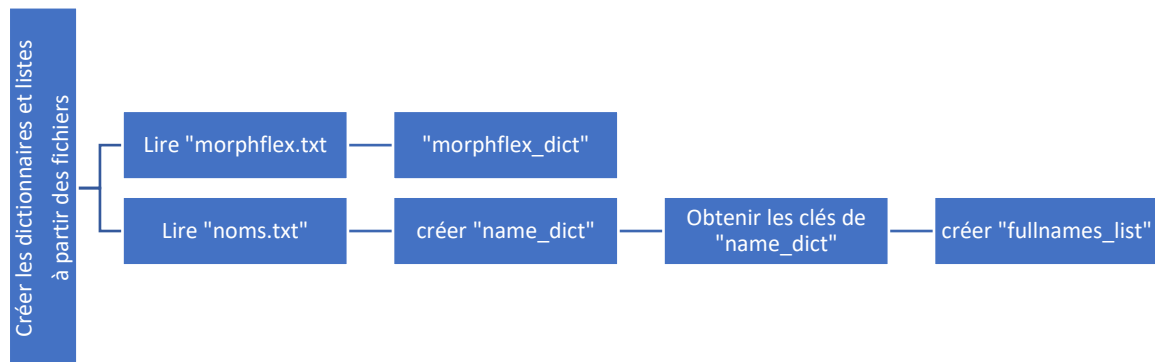 Créer les dictionnaires et listes
à partir des fichiers
Lire "morphflex.txt
"morphflex_dict"
Lire "noms.txt"
créer "name_dict"
Obtenir les clés de
"name_dict"
créer "fullnames_list"